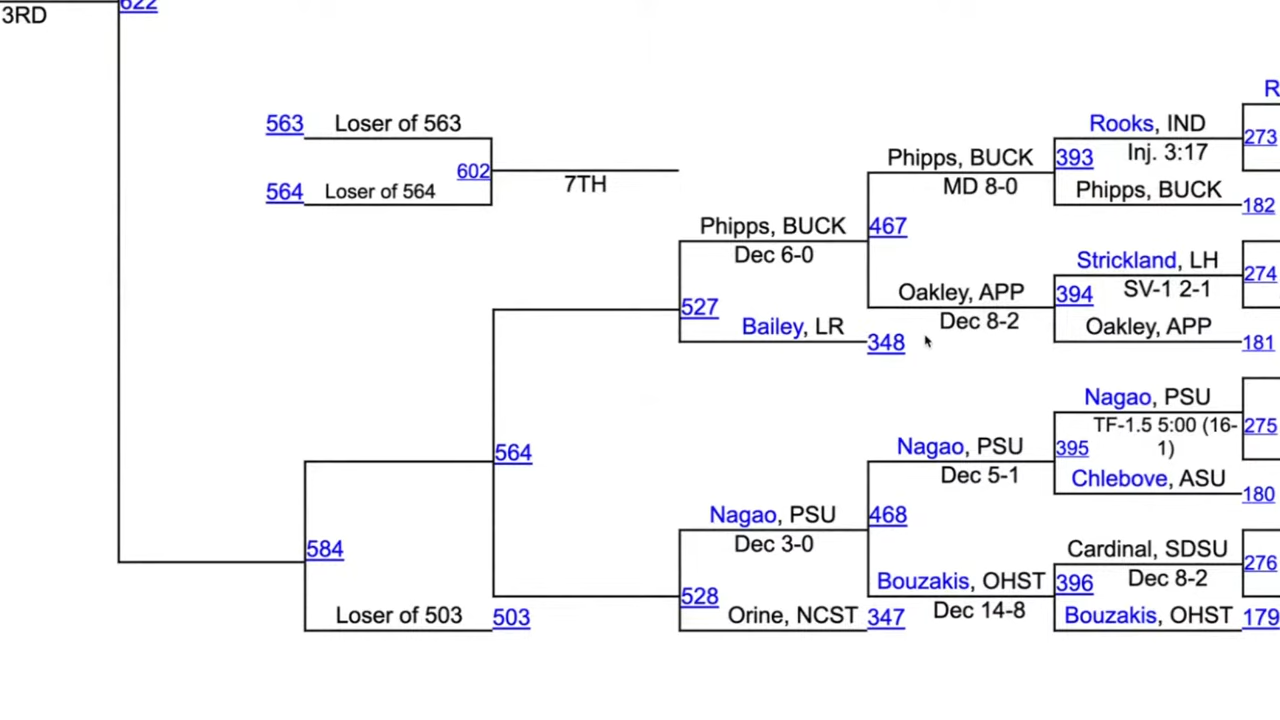 622
3RD
R
563 Loser of 563
Rooks, IND
273
Phipps, BUCK
393
Inj. 3:17
602
7TH
MD 8-0
564 Loser of 564
Phipps, BUCK
182
Phipps, BUCK
467
Dec 6-0
Strickland, LH
274
Oakley, APP
394
SV-1 2-1
527
Dec 8-2
Bailey, LR
348
Oakley, APP
181
Nagao, PSU
TF-1.5 5:00 (16-
1)
275
Nagao, PSU
395
564
Dec 5-1
Chlebove, ASU
180
Nagao, PSU
468
Dec 3-0
584
Cardinal, SDSU
276
Bouzakis, OHST
396
Dec 8-2
528
Dec 14-8
Loser of 503
503
Orine, NCST
347
Bouzakis, OHST
179